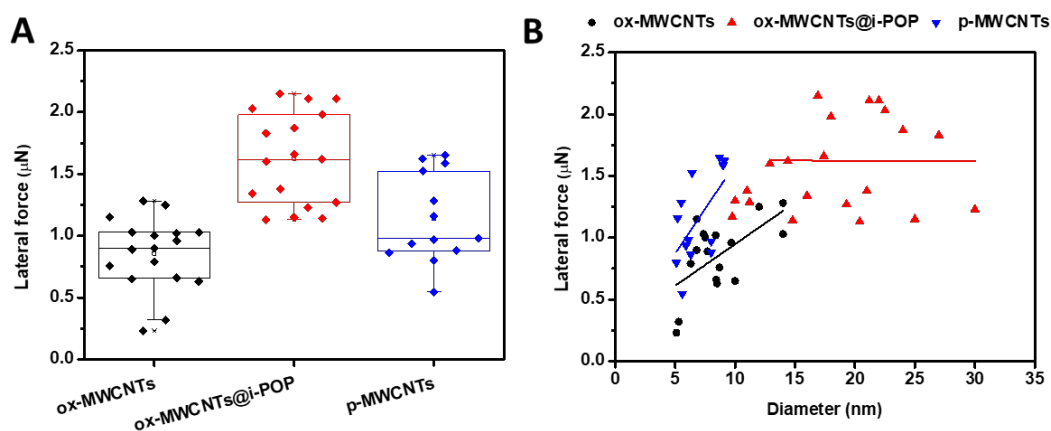 A
2.5
2.0
1.5
1.0
0.5
0.0
Lateral force (μN)
ox-MWCNTs
ox-MWCNTs@i-POP
p-MWCNTs
B
ox-MWCNTs ox-MWCNTs@i-POP p-MWCNTs
2.5
2.0
1.5
1.0
0.5
0.0
Lateral force (μN)
0 5 10 15 20 25 30 35
Diameter (nm)